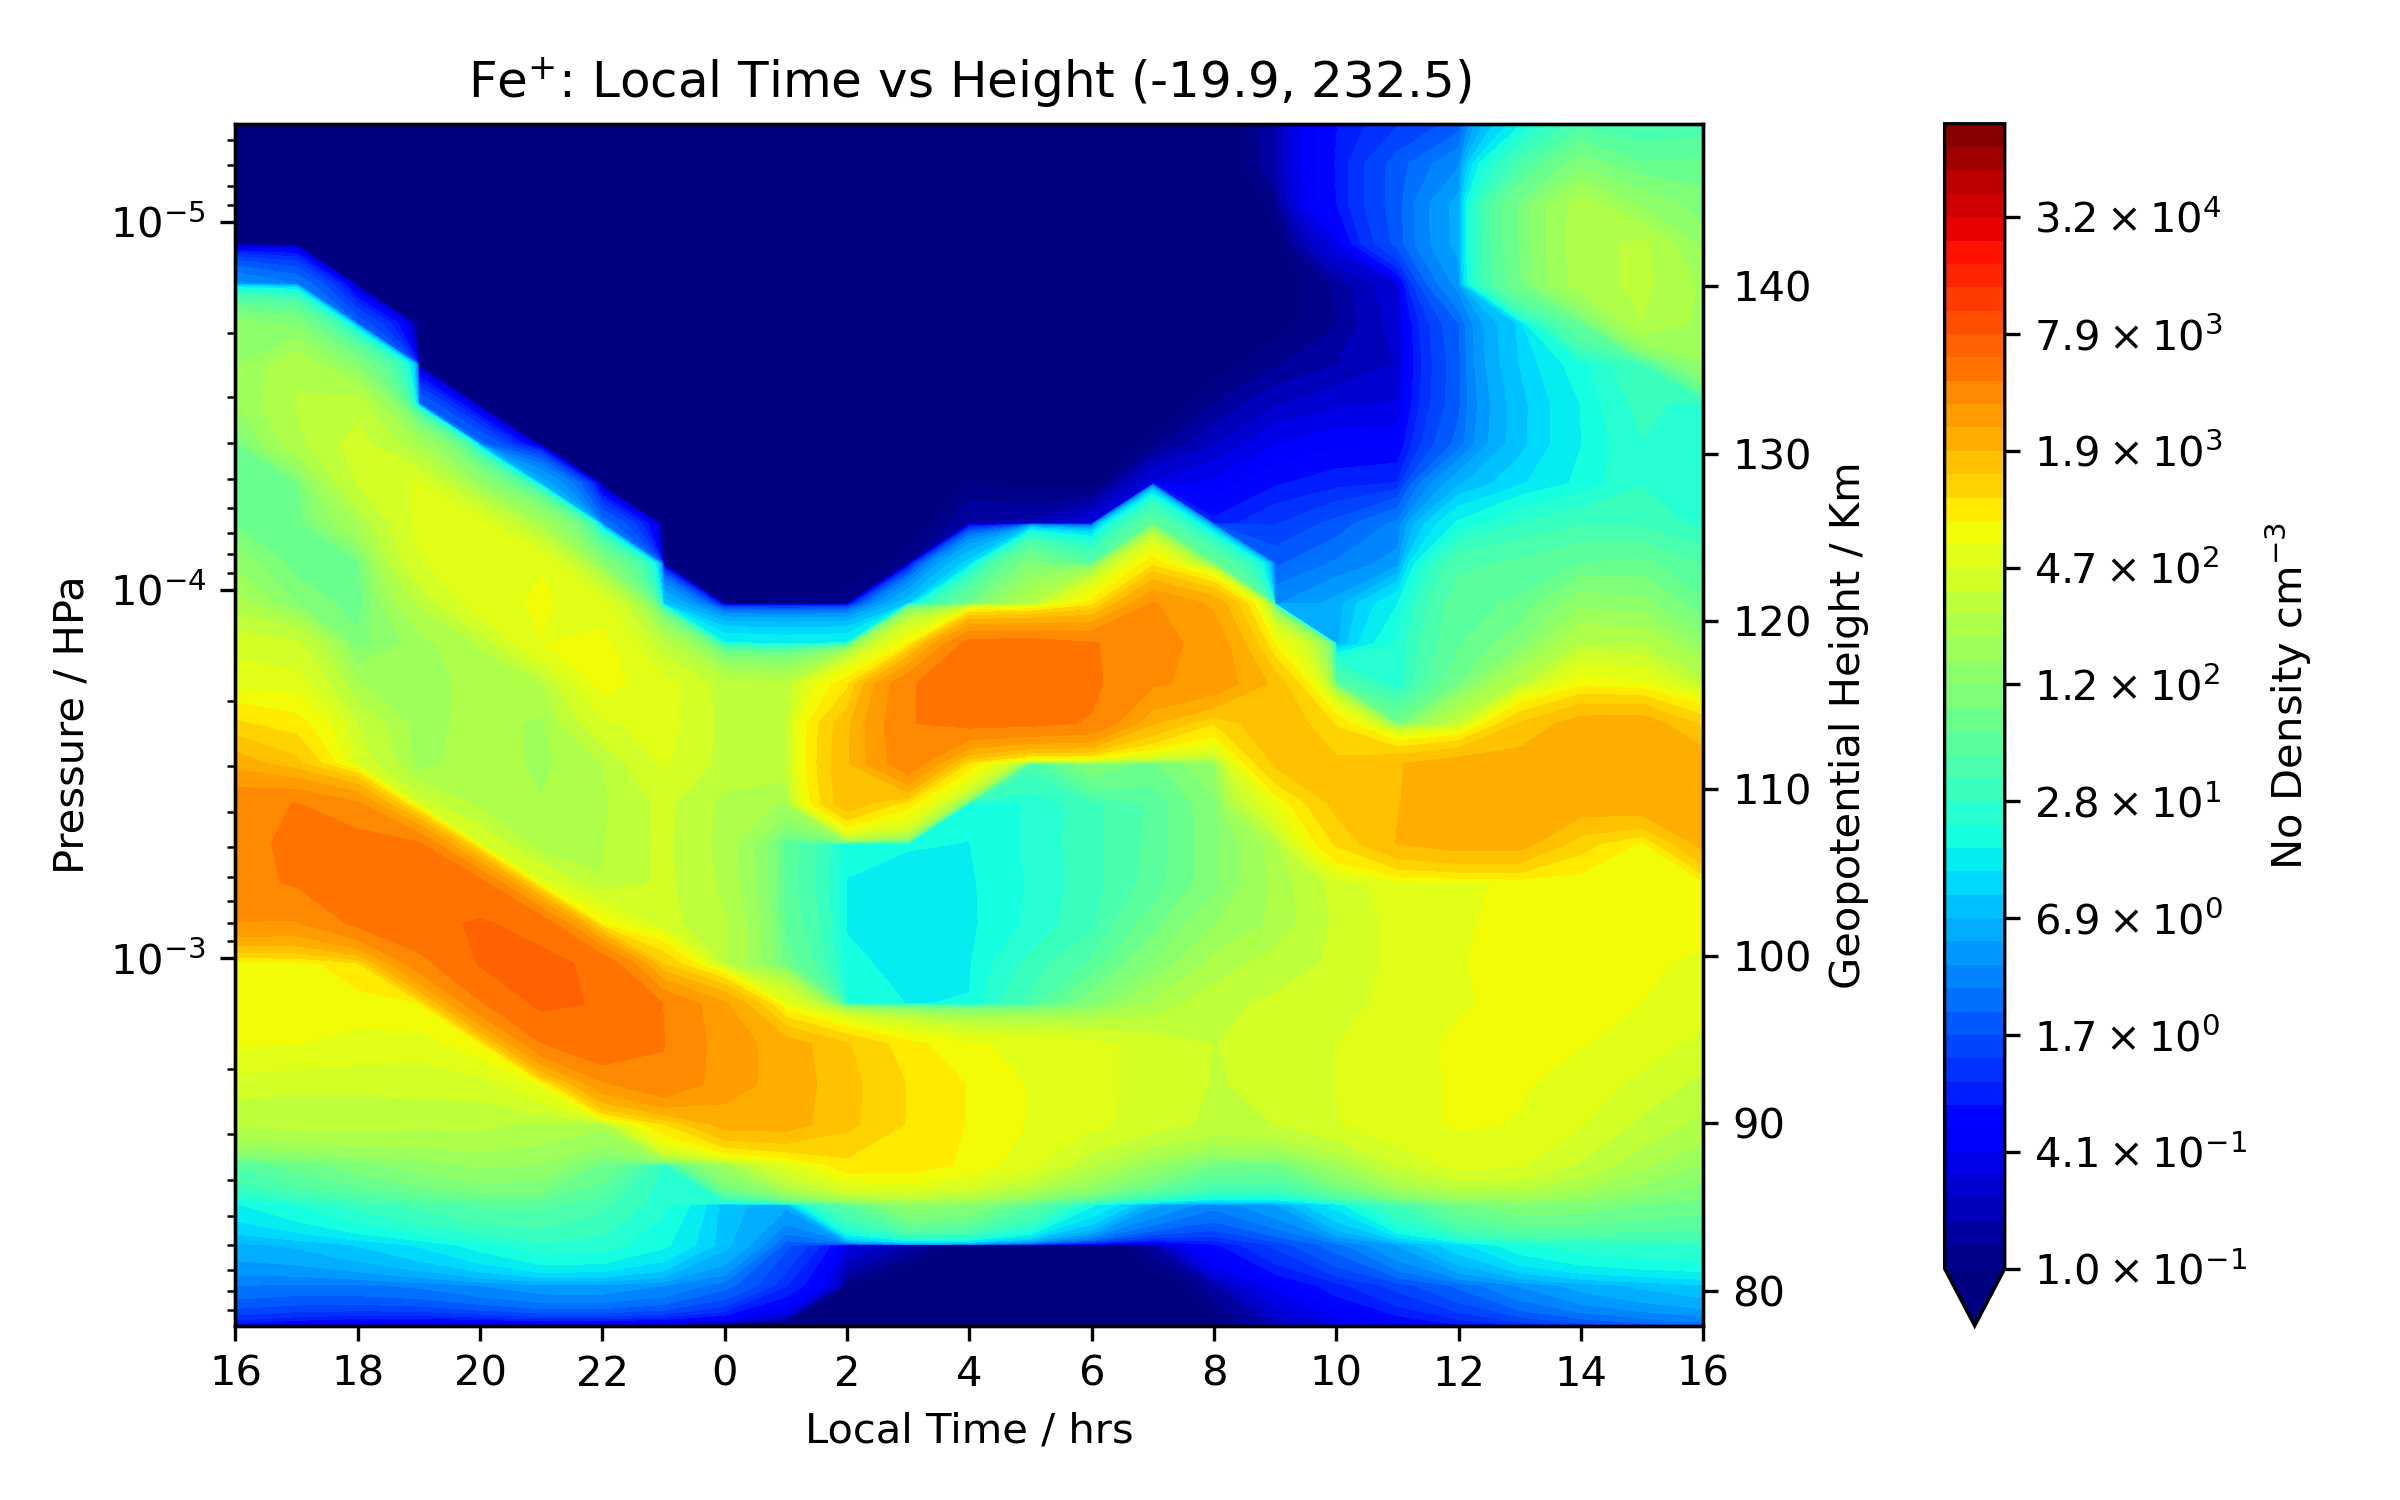 Fe⁺: Local Time vs Height (-19.9, 232.5)
Pressure / HPa
10⁻⁵
10⁻⁴
10⁻³
16 18 20 22 0 2 4 6 8 10 12 14 16
Local Time / hrs
140
130
120
110
100
90
80
Geopotential Height / Km
3.2 × 10⁴
7.9 × 10³
1.9 × 10³
4.7 × 10²
1.2 × 10²
2.8 × 10¹
6.9 × 10⁰
1.7 × 10⁰
4.1 × 10⁻¹
1.0 × 10⁻¹
No Density cm⁻³